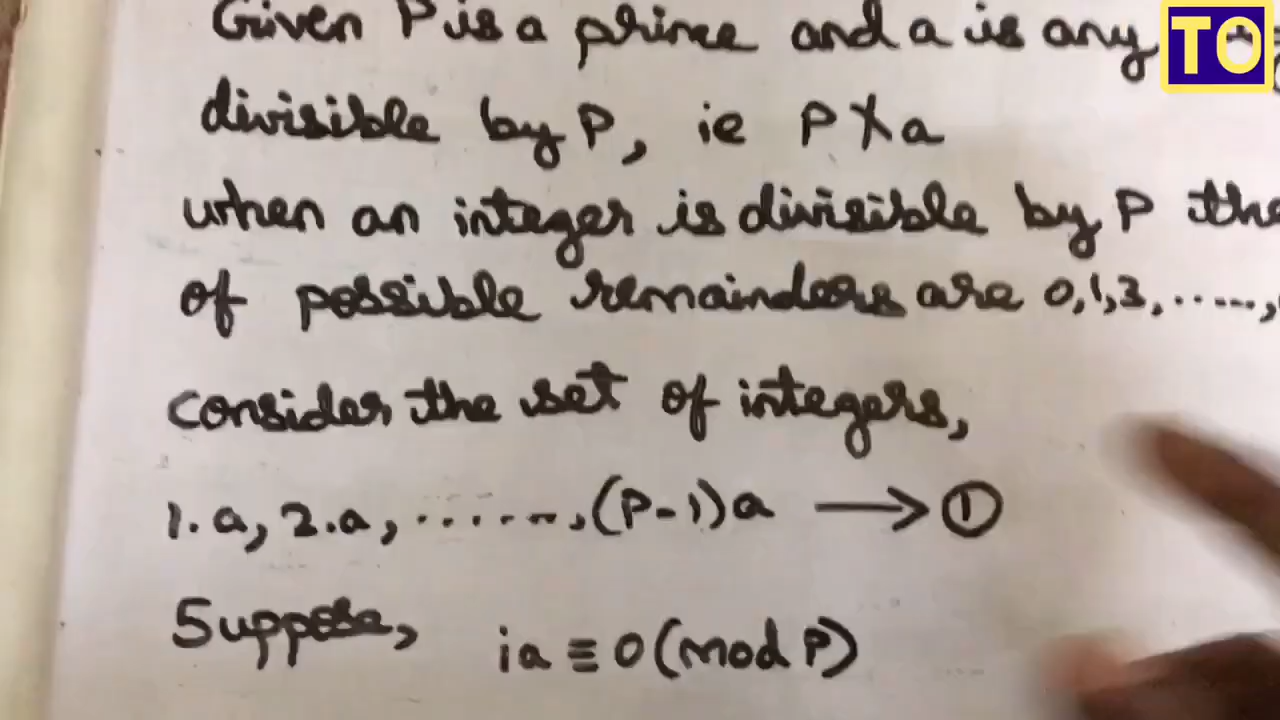 Given P is a prime and a is any
TO
divisible by P, ie P ∤ a
when an integer is divisible by P the
of possible remainders are 0,1,3, ......,
consider the set of integers,
1.a, 2.a, ........,(P-1)a ⟶ ①
Suppose, ia ≡ 0 (mod P)